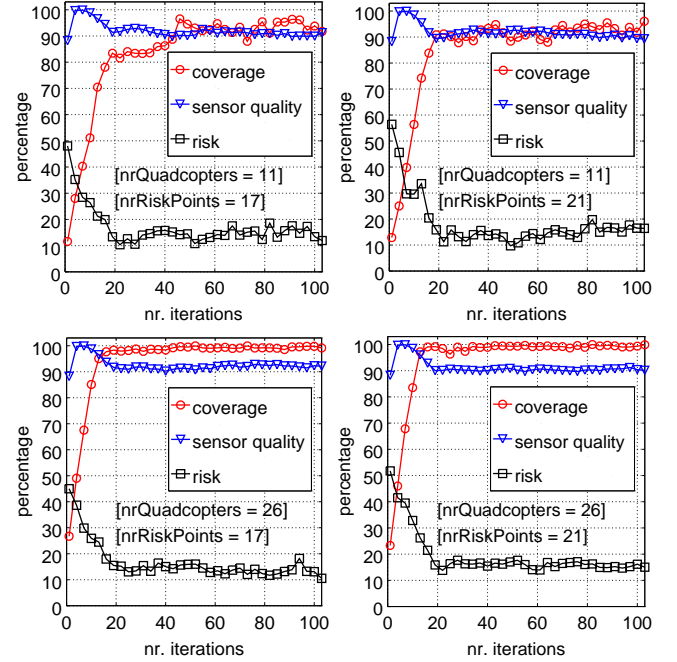 100
90
80
70
60
50
40
30
20
10
0
percentage
coverage
sensor quality
risk
[nrQuadcopters = 11]
[nrRiskPoints = 17]
0 20 40 60 80 100
nr. iterations
100
90
80
70
60
50
40
30
20
10
0
percentage
coverage
sensor quality
risk
[nrQuadcopters = 11]
[nrRiskPoints = 21]
0 20 40 60 80 100
nr. iterations
100
90
80
70
60
50
40
30
20
10
0
percentage
coverage
sensor quality
risk
[nrQuadcopters = 26]
[nrRiskPoints = 17]
0 20 40 60 80 100
nr. iterations
100
90
80
70
60
50
40
30
20
10
0
percentage
coverage
sensor quality
risk
[nrQuadcopters = 26]
[nrRiskPoints = 21]
0 20 40 60 80 100
nr. iterations